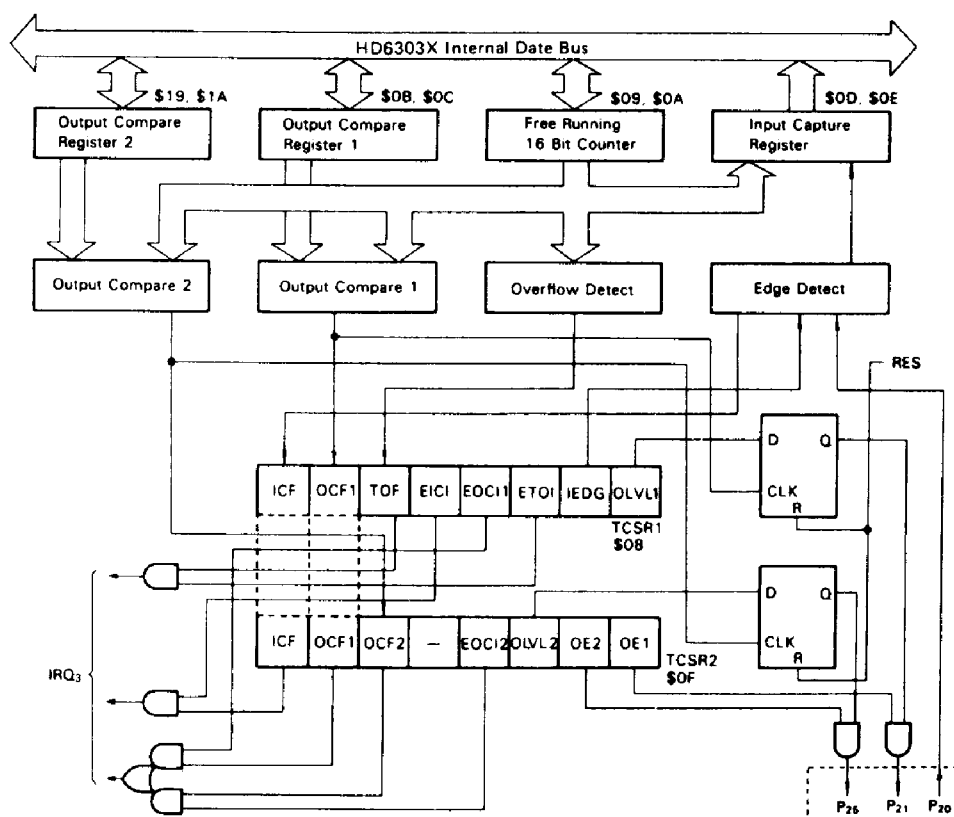 HD6303X Internal Date Bus
$19, $1A
$0B, $0C
$09, $0A
$0D, $0E
Output Compare
Register 2
Output Compare
Register 1
Free Running
16 Bit Counter
Input Capture
Register
Output Compare 2
Output Compare 1
Overflow Detect
Edge Detect
RES
D Q
CLK
R
ICF OCF1 TOF EICI EOCI1 ETOI IEDG OLVL1
TCSR1
$08
D Q
CLK
R
ICF OCF1 OCF2 — EOCI2 OLVL2 OE2 OE1
TCSR2
$0F
IRQ₃
P₂₅ P₂₁ P₂₀